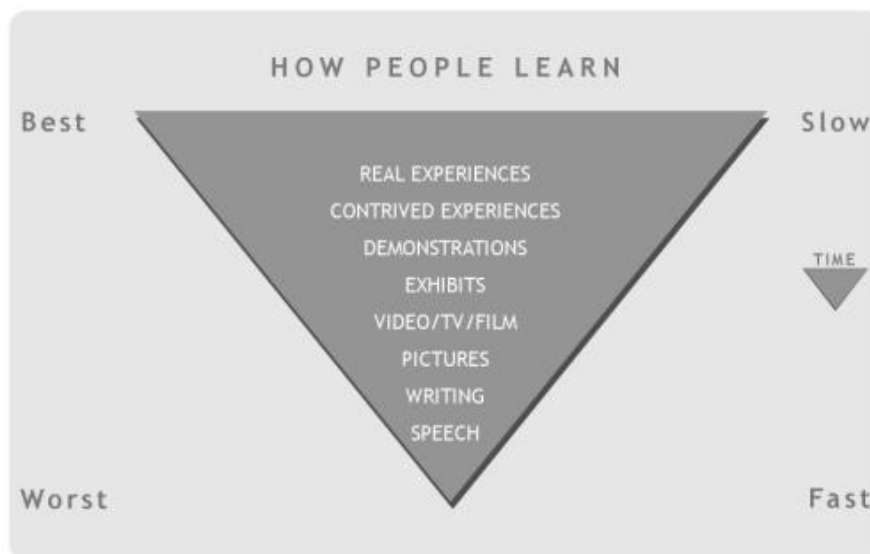 HOW PEOPLE LEARN
Best
Slow
REAL EXPERIENCES
CONTRIVED EXPERIENCES
DEMONSTRATIONS
EXHIBITS
VIDEO/TV/FILM
PICTURES
WRITING
SPEECH
TIME
Worst
Fast